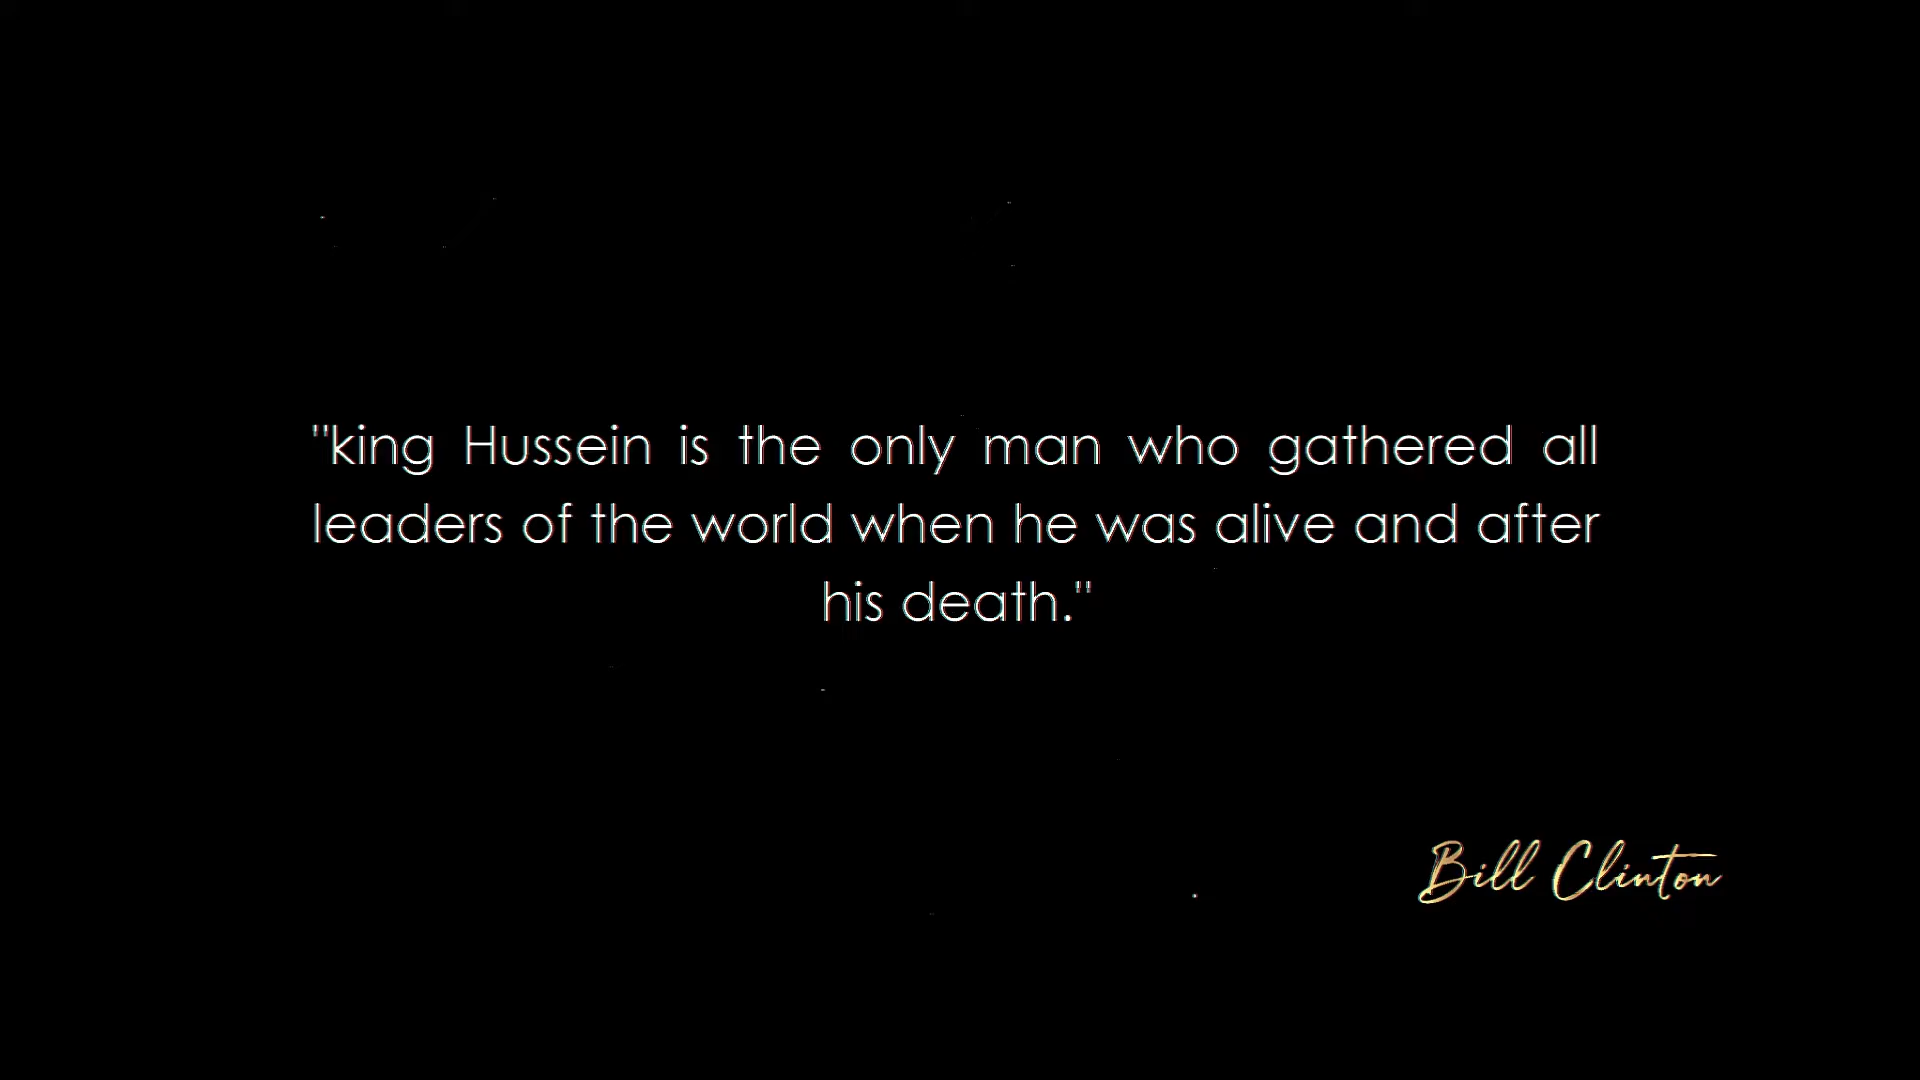 "king Hussein is the only man who gathered all
leaders of the world when he was alive and after
his death."
Bill Clinton